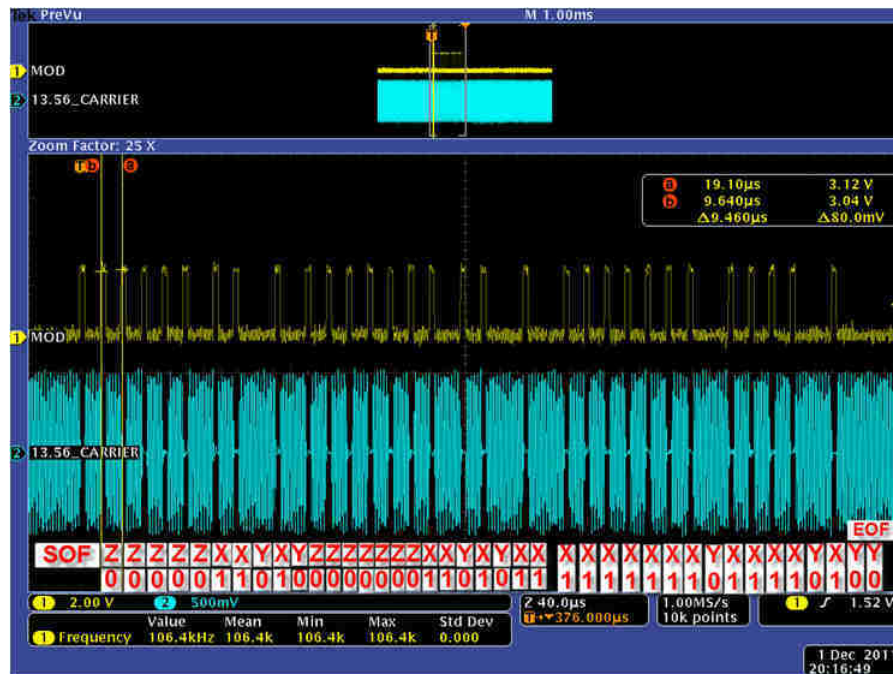 Tek PreVu M 1.00ms
1 MOD
2 13.56_CARRIER
Zoom Factor: 25 X
T b a
a 19.10µs 3.12 V
b 9.640µs 3.04 V
Δ9.460µs Δ80.0mV
1 MOD
2 13.56_CARRIER
EOF
SOF Z Z Z Z Z X X Y X Y Z Z Z Z Z Z Z X X Y X Y X X X X X X X X X Y X X X X Y X Y Y
0 0 0 0 0 1 1 0 1 0 0 0 0 0 0 0 0 1 1 0 1 0 1 1 1 1 1 1 1 1 1 0 1 1 1 1 0 1 0 0
1 2.00 V 2 500mV Z 40.0µs 1.00MS/s 1 1.52 V
T→▼376.000µs 10k points
Value Mean Min Max Std Dev
1 Frequency 106.4kHz 106.4k 106.4k 106.4k 0.000
1 Dec 201
20:16:49